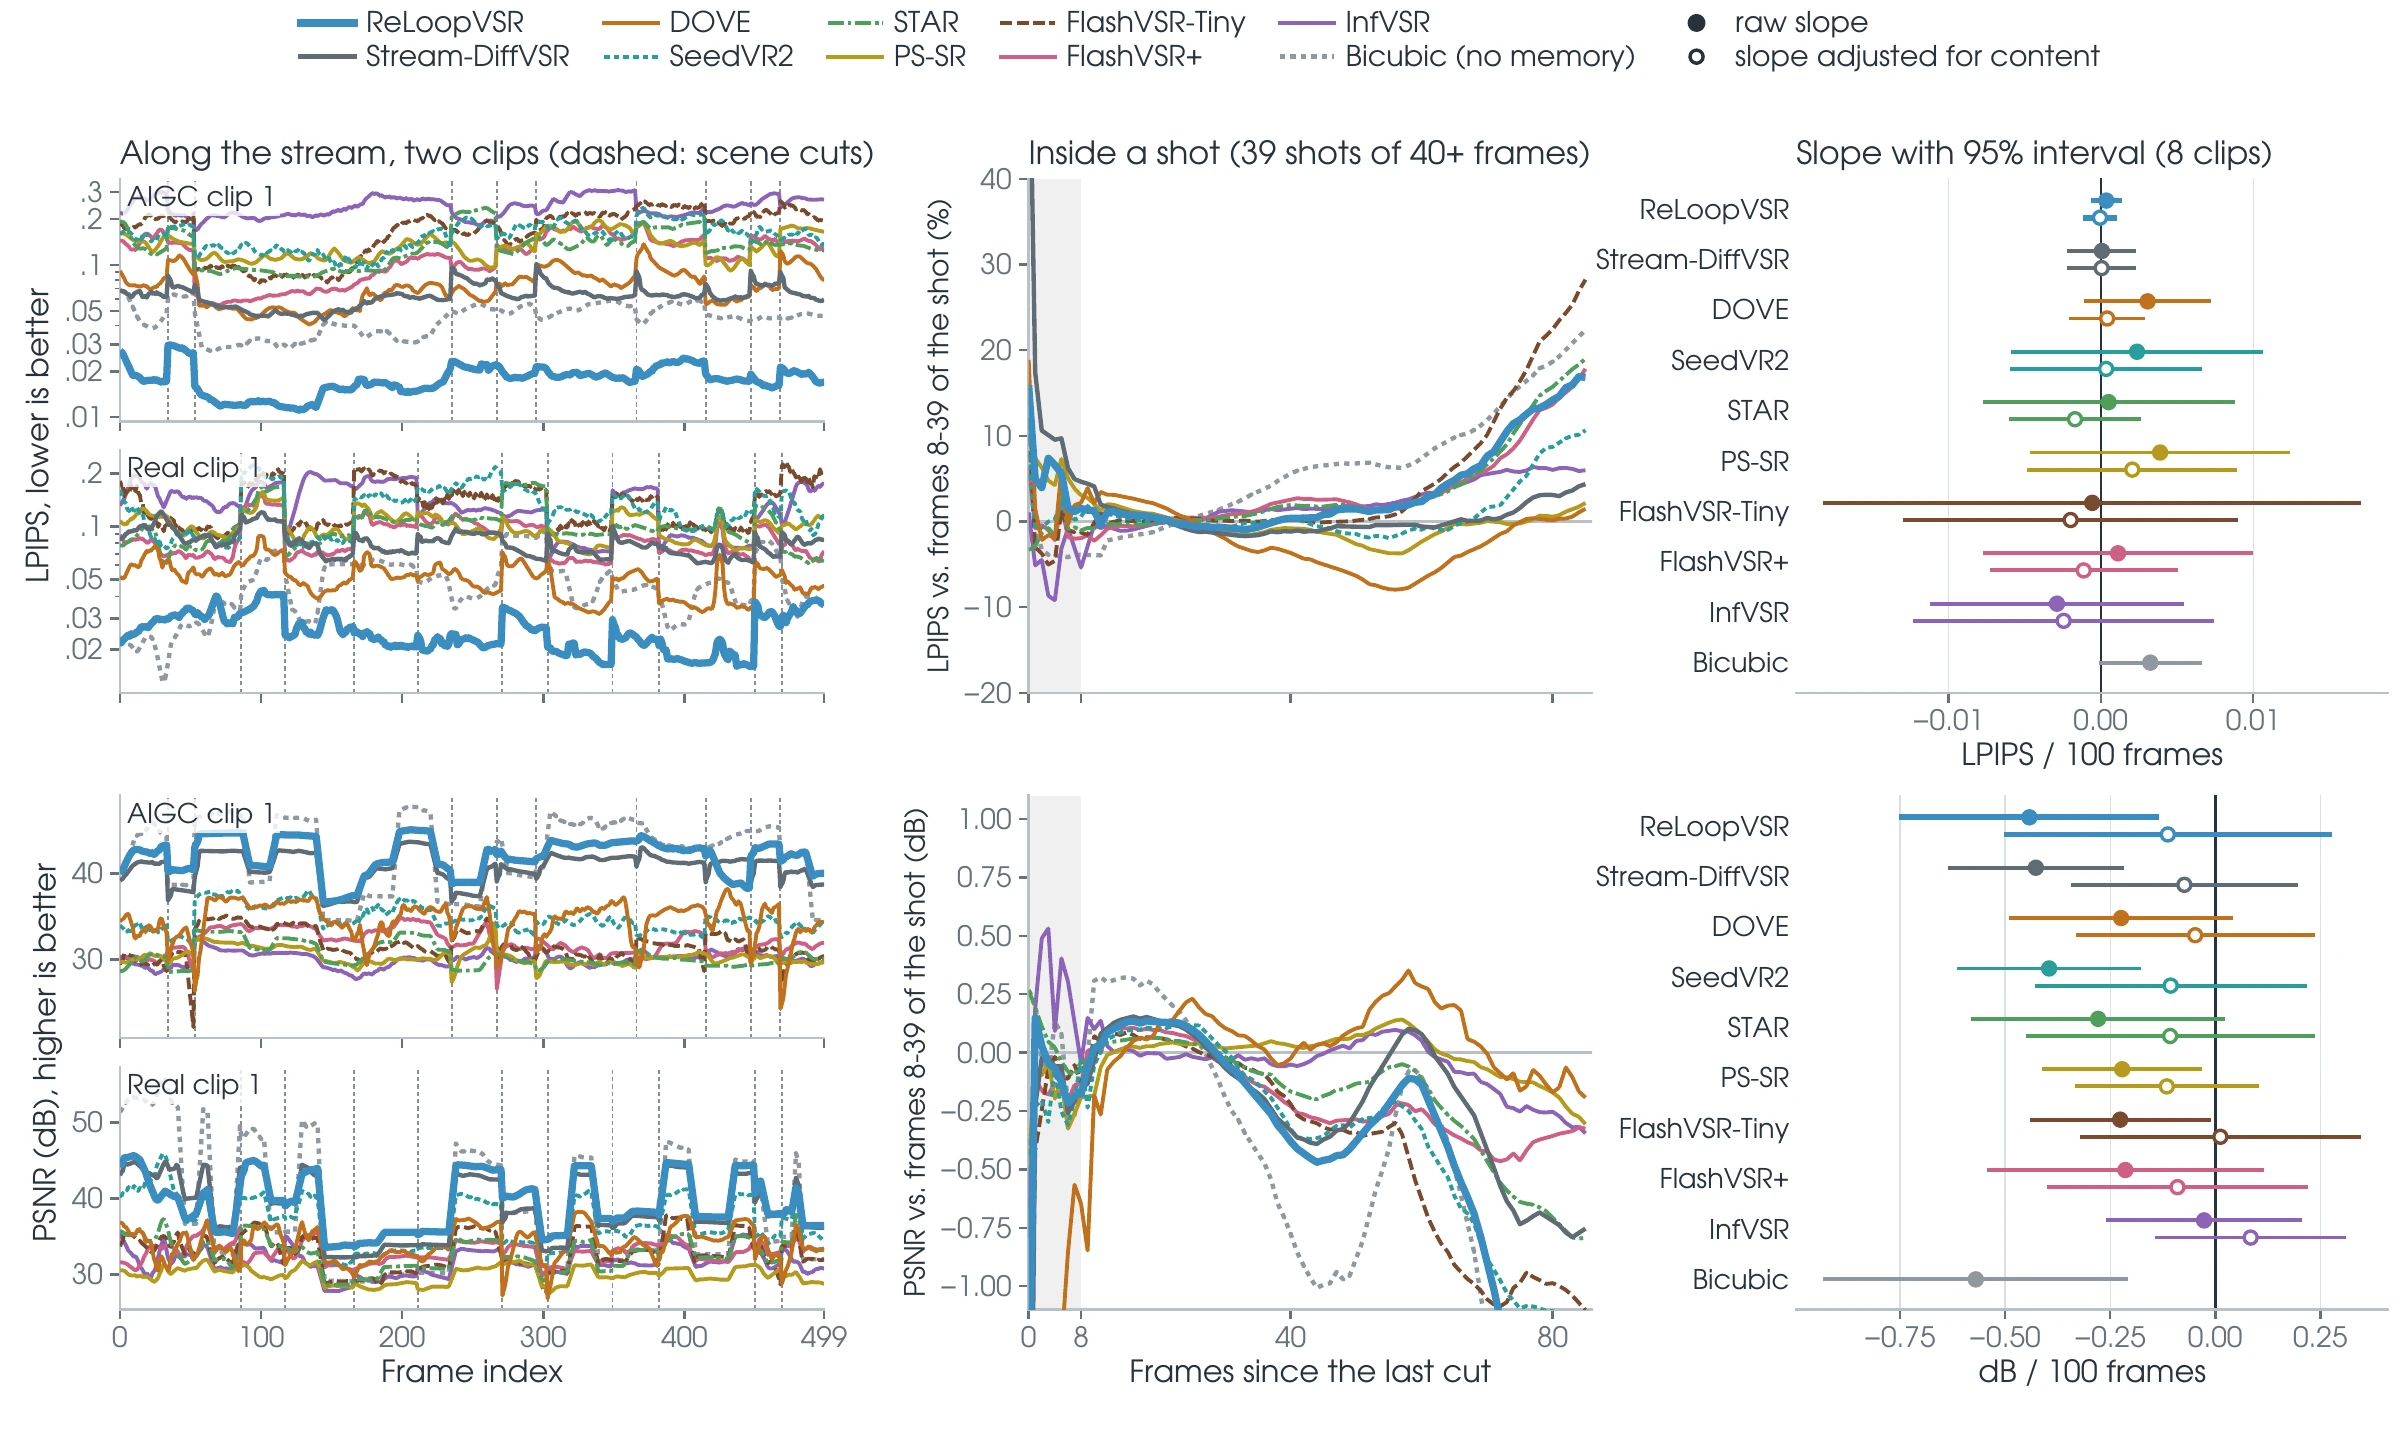 ReLoopVSR DOVE STAR FlashVSR-Tiny InfVSR raw slope
Stream-DiffVSR SeedVR2 PS-SR FlashVSR+ Bicubic (no memory) slope adjusted for content
Along the stream, two clips (dashed: scene cuts)
LPIPS, lower is better
AIGC clip 1
.3
.2
.1
.05
.03
.02
.01
Real clip 1
.2
.1
.05
.03
.02
PSNR (dB), higher is better
AIGC clip 1
40
30
Real clip 1
50
40
30
0 100 200 300 400 499
Frame index
Inside a shot (39 shots of 40+ frames)
LPIPS vs. frames 8-39 of the shot (%)
40
30
20
10
0
−10
−20
PSNR vs. frames 8-39 of the shot (dB)
1.00
0.75
0.50
0.25
0.00
−0.25
−0.50
−0.75
−1.00
0 8 40 80
Frames since the last cut
Slope with 95% interval (8 clips)
ReLoopVSR
Stream-DiffVSR
DOVE
SeedVR2
STAR
PS-SR
FlashVSR-Tiny
FlashVSR+
InfVSR
Bicubic
−0.01 0.00 0.01
LPIPS / 100 frames
ReLoopVSR
Stream-DiffVSR
DOVE
SeedVR2
STAR
PS-SR
FlashVSR-Tiny
FlashVSR+
InfVSR
Bicubic
−0.75 −0.50 −0.25 0.00 0.25
dB / 100 frames